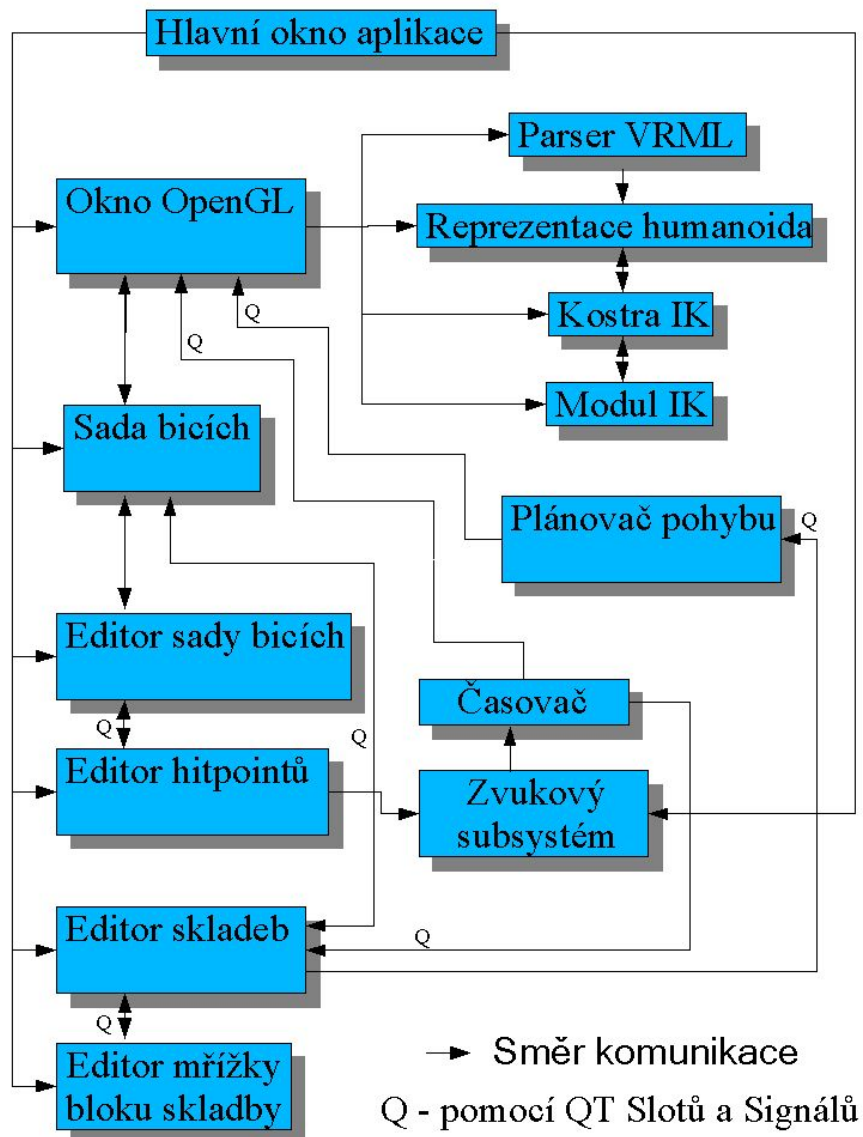 Hlavní okno aplikace
Parser VRML
Okno OpenGL
Reprezentace humanoida
Q
Kostra IK
Q
Modul IK
Sada bicích
Plánovač pohybu
Q
Editor sady bicích
Časovač
Q
Q
Editor hitpointů
Zvukový
subsystém
Editor skladeb
Q
Q
Editor mřížky
bloku skladby
Směr komunikace
Q - pomocí QT Slotů a Signálů